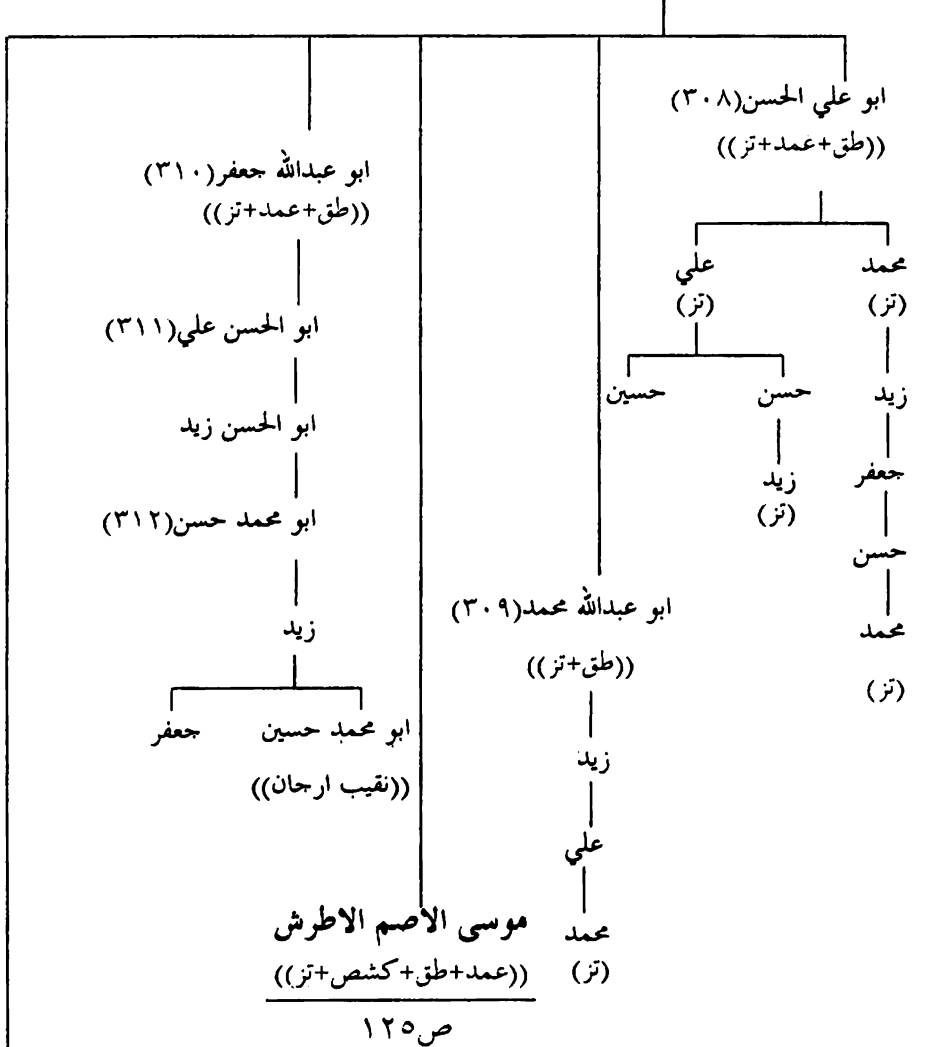 ابو علي الحسن(٣٠٨)
((طق+عمد+تز))
محمد
(تز)
زيد
جعفر
حسن
محمد
(تز)
علي
(تز)
حسن
حسين
زيد
(تز)
ابو عبدالله محمد(٣٠٩)
((طق+تز))
زيد
علي
محمد
(تز)
موسى الاصم الاطرش
((عمد+طق+كشص+تز))
ص١٢٥
ابو عبدالله جعفر(٣١٠)
((طق+عمد+تز))
ابو الحسن علي(٣١١)
ابو الحسن زيد
ابو محمد حسن(٣١٢)
زيد
ابو محمد حسين
((نقيب ارجان))
جعفر